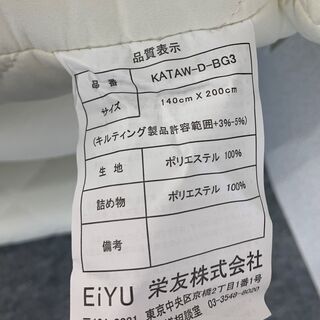 品質表示
品番 KATAW-D-BG3
サイズ 140cm X 200cm
(キルティング製品許容範囲+3%-5%)
生地 ポリエステル 100%
詰め物 ポリエステル 100%
備考
EiYU 栄友株式会社
東京中央区京橋2丁目1番1号
03-3548-8020